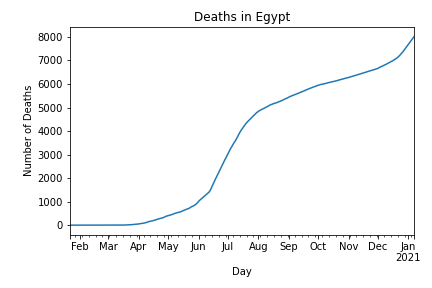 Deaths in Egypt
8000
7000
6000
5000
4000
3000
2000
1000
0
Number of Deaths
Feb Mar Apr May Jun Jul Aug Sep Oct Nov Dec Jan
2021
Day